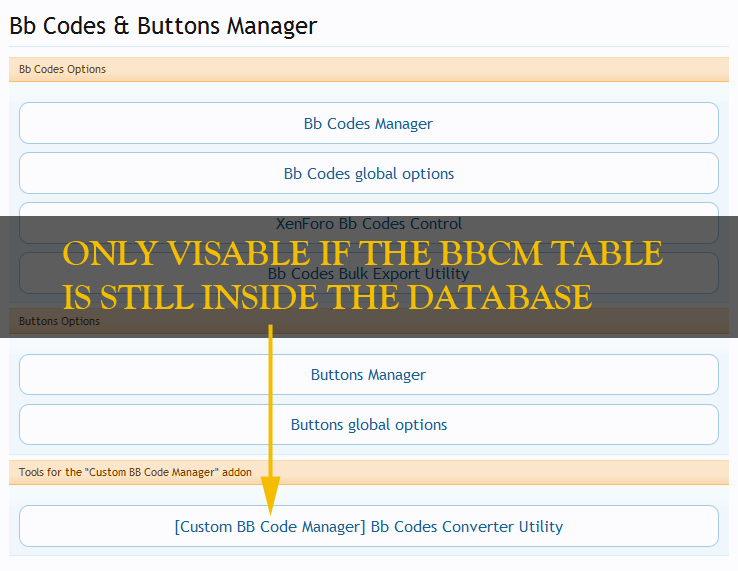 Bb Codes & Buttons Manager
Bb Codes Options
Bb Codes Manager
Bb Codes global options
XenForo Bb Codes Control
ONLY VISABLE IF THE BBCM TABLE
Bb Codes Bulk Export Utility
IS STILL INSIDE THE DATABASE
Buttons Options
Buttons Manager
Buttons global options
Tools for the "Custom BB Code Manager" addon
[Custom BB Code Manager] Bb Codes Converter Utility